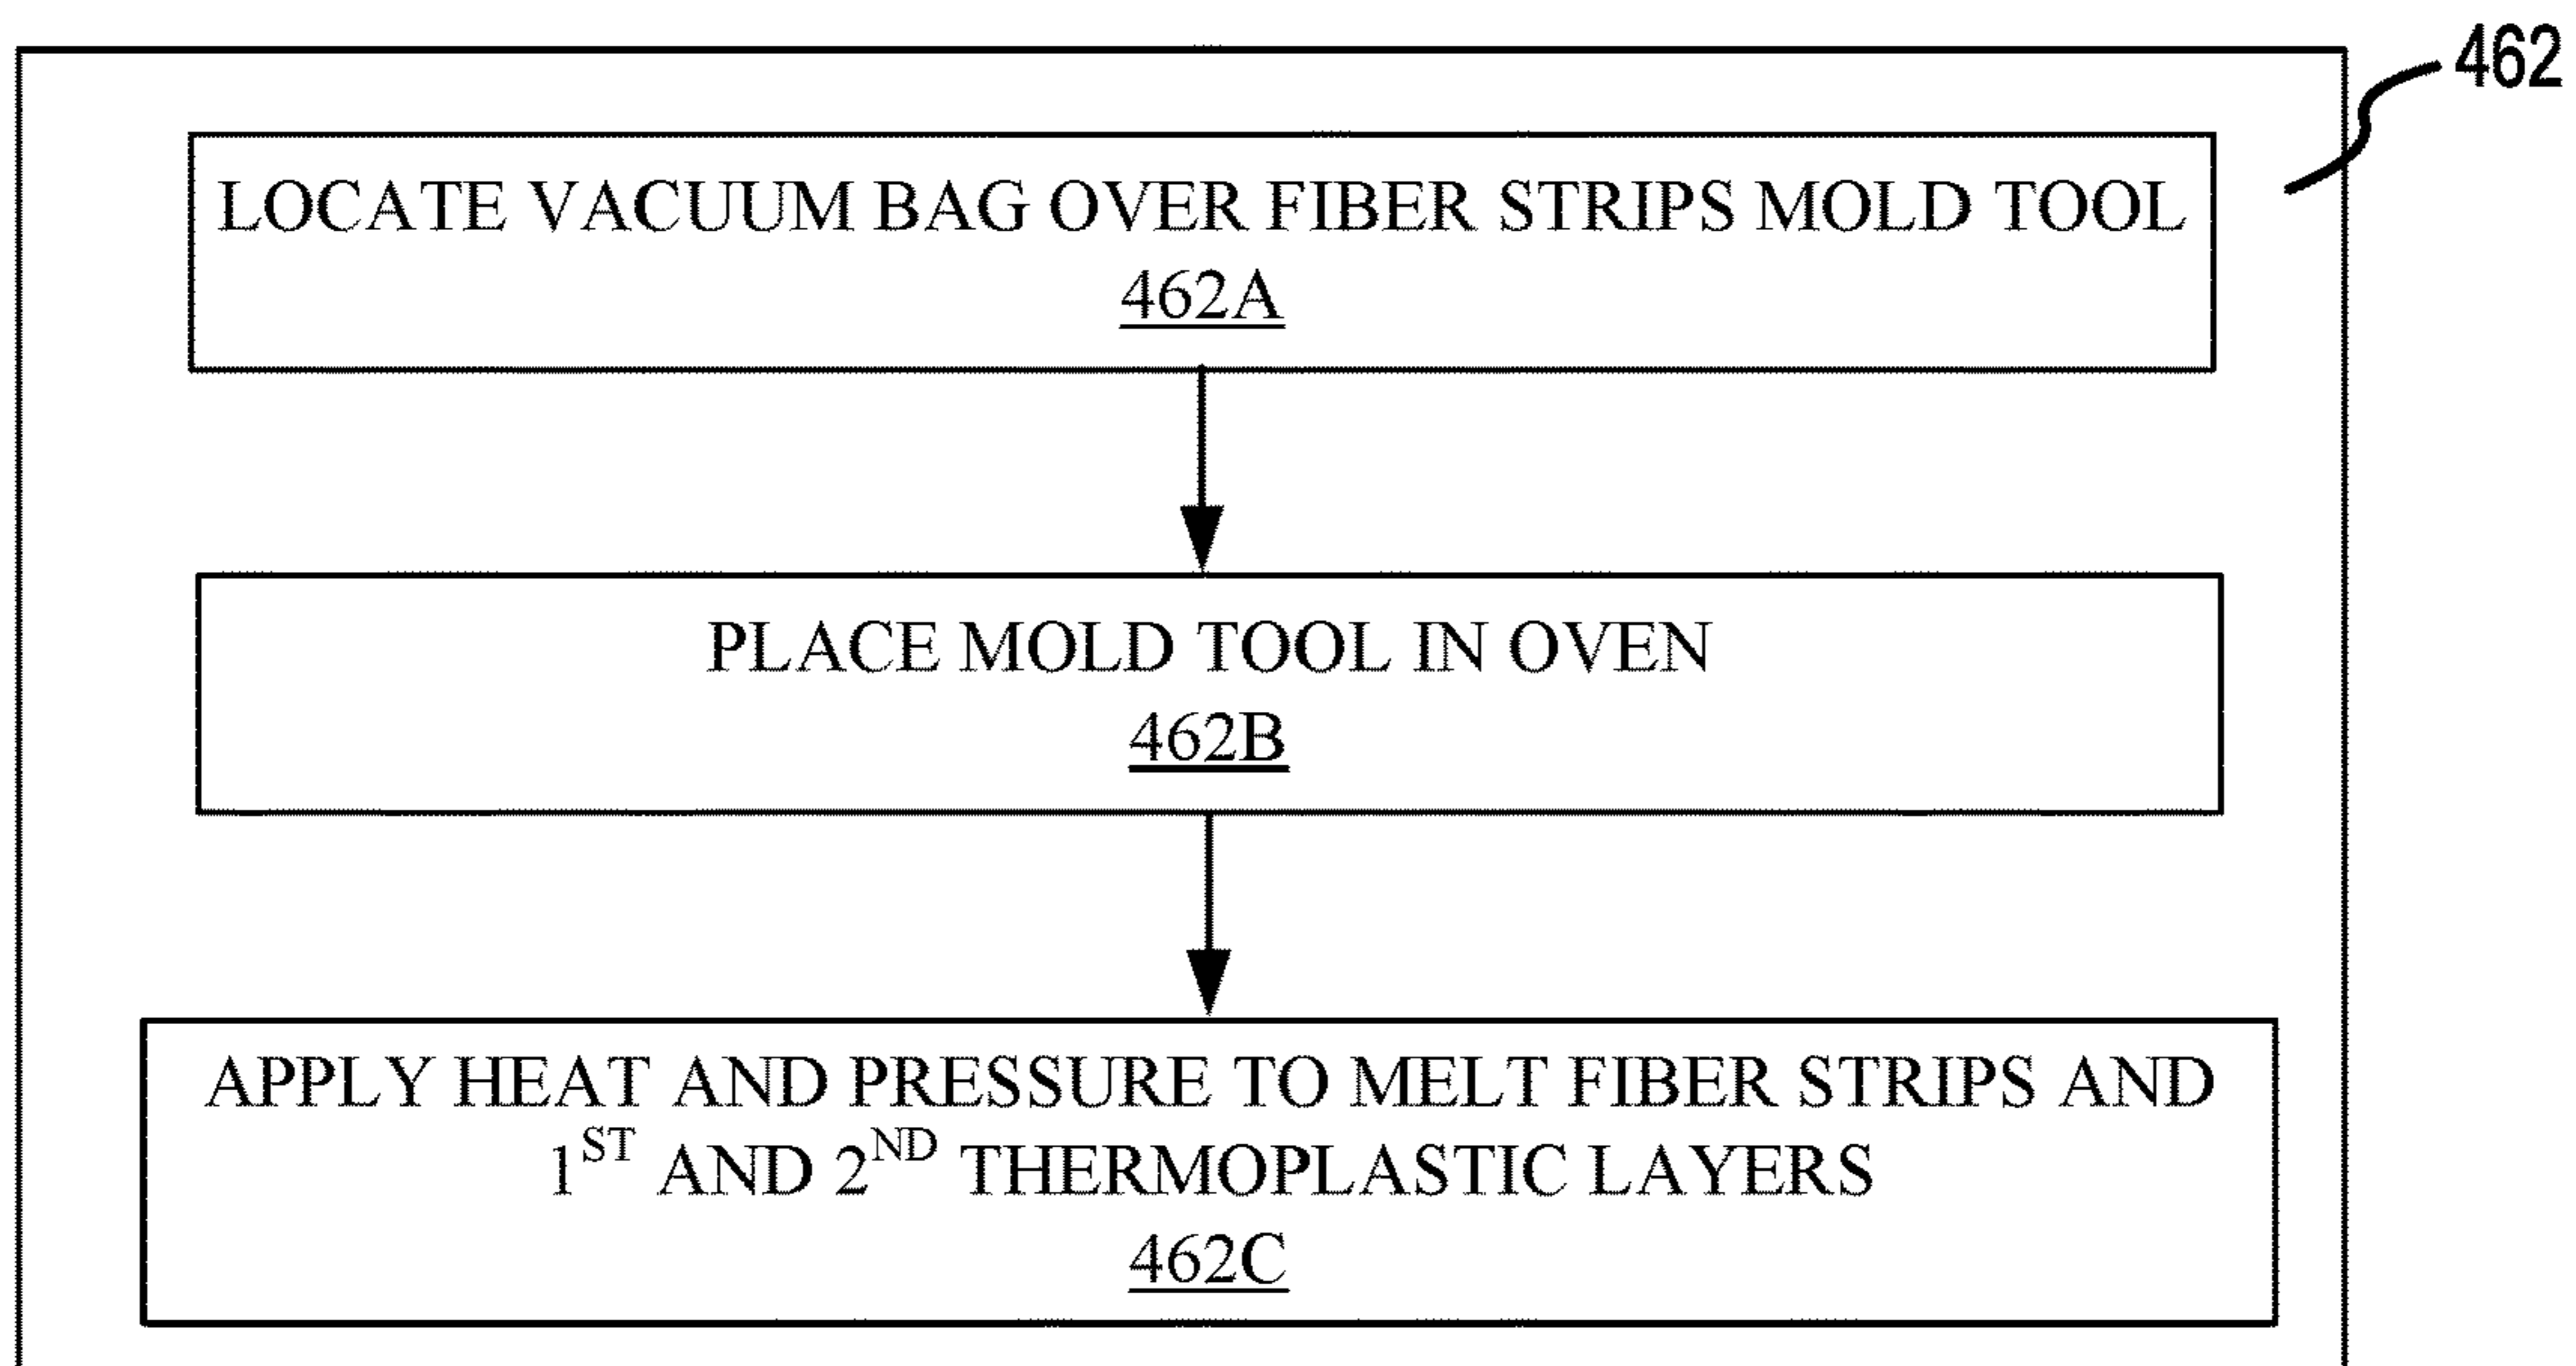 462
LOCATE VACUUM BAG OVER FIBER STRIPS MOLD TOOL
462A
PLACE MOLD TOOL IN OVEN
462B
APPLY HEAT AND PRESSURE TO MELT FIBER STRIPS AND
1ST AND 2ND THERMOPLASTIC LAYERS
462C